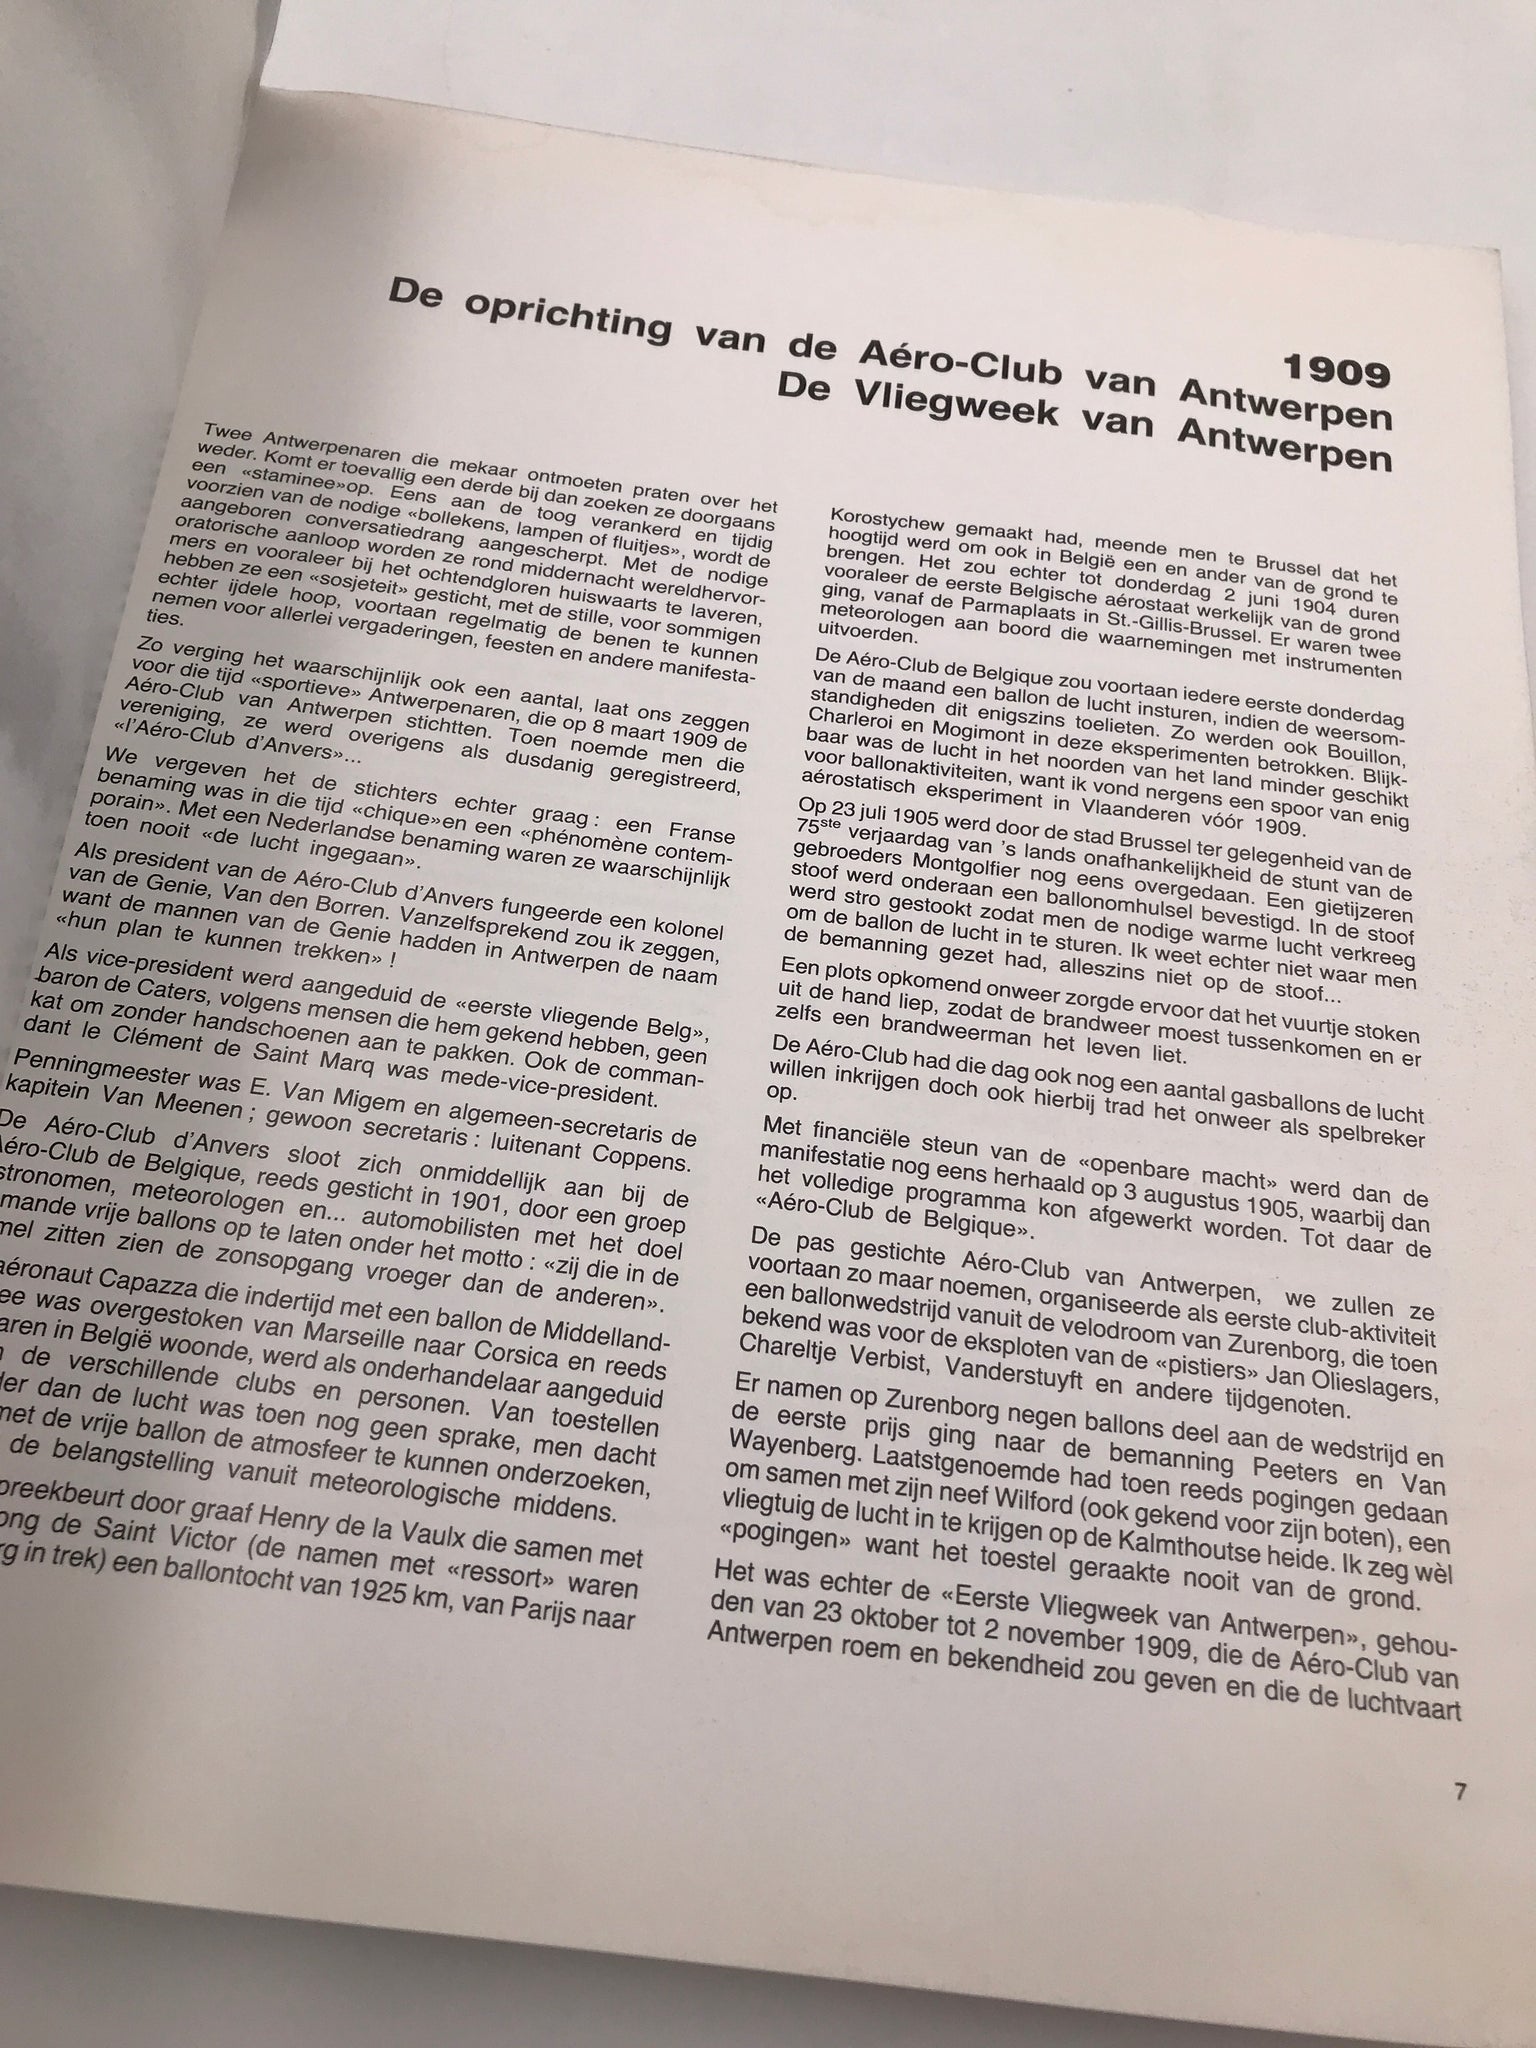 1909
De oprichting van de Aéro-Club van Antwerpen
De Vliegweek van Antwerpen
Twee Antwerpenaren die mekaar ontmoeten praten over het
weder. Komt er toevallig een derde bij dan zoeken ze doorgaans
een «staminee»op. Eens aan de toog verankerd en tijdig
voorzien van de nodige «bollekens, lampen of fluitjes», wordt de
aangeboren conversatiedrang aangescherpt. Met de nodige
oratorische aanloop worden ze rond middernacht wereldhervor-
mers en vooraleer bij het ochtendgloren huiswaarts te laveren,
hebben ze een «sosjeteit» gesticht, met de stille, voor sommigen
echter ijdele hoop, voortaan regelmatig de benen te kunnen
nemen voor allerlei vergaderingen, feesten en andere manifesta-
ties.
Zo verging het waarschijnlijk ook een aantal, laat ons zeggen
voor die tijd «sportieve» Antwerpenaren, die op 8 maart 1909 de
Aéro-Club van Antwerpen stichtten. Toen noemde men die
vereniging, ze werd overigens als dusdanig geregistreerd,
«l'Aéro-Club d'Anvers»...
We vergeven het de stichters echter graag : een Franse
benaming was in die tijd «chique»en een «phénomène contem-
porain». Met een Nederlandse benaming waren ze waarschijnlijk
toen nooit «de lucht ingegaan».
Als president van de Aéro-Club d'Anvers fungeerde een kolonel
van de Genie, Van den Borren. Vanzelfsprekend zou ik zeggen,
want de mannen van de Genie hadden in Antwerpen de naam
«hun plan te kunnen trekken» !
Als vice-president werd aangeduid de «eerste vliegende Belg»,
baron de Caters, volgens mensen die hem gekend hebben, geen
kat om zonder handschoenen aan te pakken. Ook de comman-
dant le Clément de Saint Marq was mede-vice-president.
Penningmeester was E. Van Migem en algemeen-secretaris de
kapitein Van Meenen ; gewoon secretaris : luitenant Coppens.
De Aéro-Club d'Anvers sloot zich onmiddellijk aan bij de
Aéro-Club de Belgique, reeds gesticht in 1901, door een groep
stronomen, meteorologen en... automobilisten met het doel
mande vrije ballons op te laten onder het motto : «zij die in de
mel zitten zien de zonsopgang vroeger dan de anderen».
aéronaut Capazza die indertijd met een ballon de Middelland-
ee was overgestoken van Marseille naar Corsica en reeds
aren in België woonde, werd als onderhandelaar aangeduid
de verschillende clubs en personen. Van toestellen
der dan de lucht was toen nog geen sprake, men dacht
met de vrije ballon de atmosfeer te kunnen onderzoeken,
de belangstelling vanuit meteorologische middens.
preekbeurt door graaf Henry de la Vaulx die samen met
ong de Saint Victor (de namen met «ressort» waren
rg in trek) een ballontocht van 1925 km, van Parijs naar
Korostychew gemaakt had, meende men te Brussel dat het
hoogtijd werd om ook in België een en ander van de grond te
brengen. Het zou echter tot donderdag 2 juni 1904 duren
vooraleer de eerste Belgische aérostaat werkelijk van de grond
ging, vanaf de Parmaplaats in St.-Gillis-Brussel. Er waren twee
meteorologen aan boord die waarnemingen met instrumenten
uitvoerden.
De Aéro-Club de Belgique zou voortaan iedere eerste donderdag
van de maand een ballon de lucht insturen, indien de weersom-
standigheden dit enigszins toelieten. Zo werden ook Bouillon,
Charleroi en Mogimont in deze eksperimenten betrokken. Blijk-
baar was de lucht in het noorden van het land minder geschikt
voor ballonaktiviteiten, want ik vond nergens een spoor van enig
aérostatisch eksperiment in Vlaanderen vóór 1909.
Op 23 juli 1905 werd door de stad Brussel ter gelegenheid van de
75ste verjaardag van 's lands onafhankelijkheid de stunt van de
gebroeders Montgolfier nog eens overgedaan. Een gietijzeren
stoof werd onderaan een ballonomhulsel bevestigd. In de stoof
werd stro gestookt zodat men de nodige warme lucht verkreeg
om de ballon de lucht in te sturen. Ik weet echter niet waar men
de bemanning gezet had, alleszins niet op de stoof...
Een plots opkomend onweer zorgde ervoor dat het vuurtje stoken
uit de hand liep, zodat de brandweer moest tussenkomen en er
zelfs een brandweerman het leven liet.
De Aéro-Club had die dag ook nog een aantal gasballons de lucht
willen inkrijgen doch ook hierbij trad het onweer als spelbreker
op.
Met financiële steun van de «openbare macht» werd dan de
manifestatie nog eens herhaald op 3 augustus 1905, waarbij dan
het volledige programma kon afgewerkt worden. Tot daar de
«Aéro-Club de Belgique».
De pas gestichte Aéro-Club van Antwerpen, we zullen ze
voortaan zo maar noemen, organiseerde als eerste club-aktiviteit
een ballonwedstrijd vanuit de velodroom van Zurenborg, die toen
bekend was voor de eksploten van de «pistiers» Jan Olieslagers,
Chareltje Verbist, Vanderstuyft en andere tijdgenoten.
Er namen op Zurenborg negen ballons deel aan de wedstrijd en
de eerste prijs ging naar de bemanning Peeters en Van
Wayenberg. Laatstgenoemde had toen reeds pogingen gedaan
om samen met zijn neef Wilford (ook gekend voor zijn boten), een
vliegtuig de lucht in te krijgen op de Kalmthoutse heide. Ik zeg wèl
«pogingen» want het toestel geraakte nooit van de grond.
Het was echter de «Eerste Vliegweek van Antwerpen», gehou-
den van 23 oktober tot 2 november 1909, die de Aéro-Club van
Antwerpen roem en bekendheid zou geven en die de luchtvaart
7